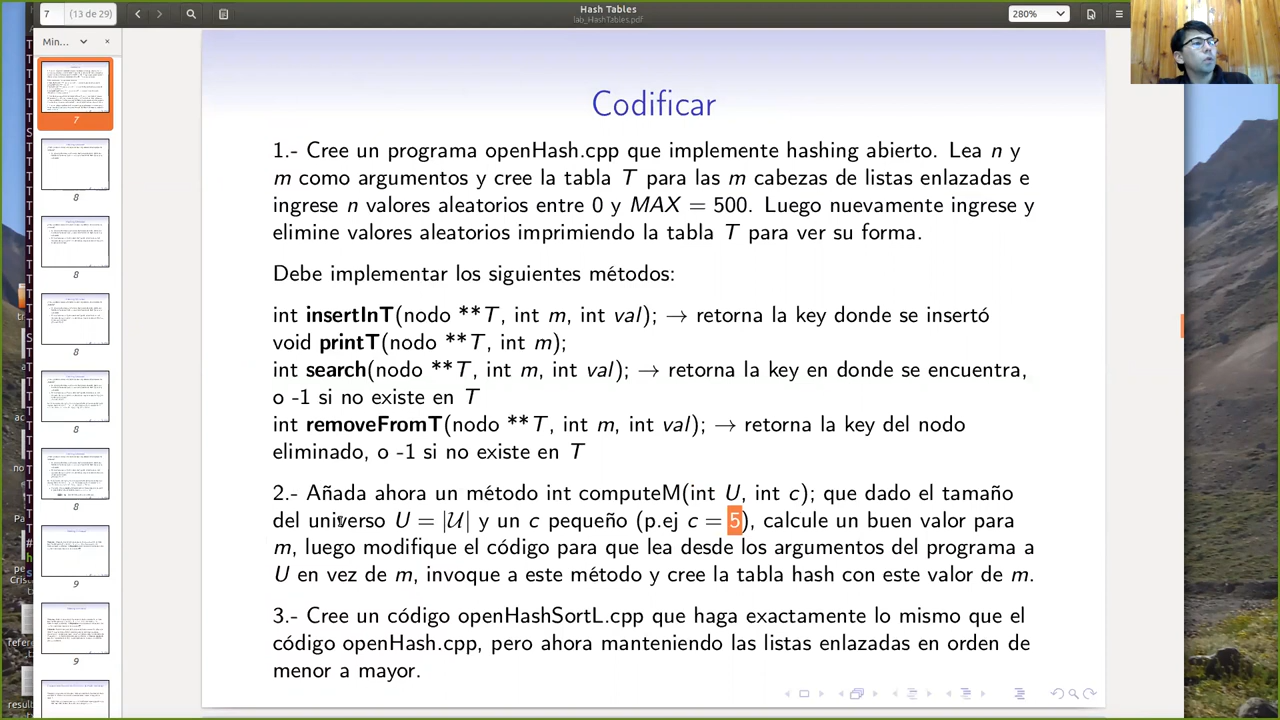 7 (13 de 29)
Hash Tables
lab_HashTables.pdf
280%
Min...
7
8
8
8
8
8
9
9
Codificar
1.- Cree un programa openHash.cpp que implemente hashing abierto. Lea n y
m como argumentos y cree la tabla T para las m cabezas de listas enlazadas e
ingrese n valores aleatorios entre 0 y MAX = 500. Luego nuevamente ingrese y
elimine valores aleatorios imprimiendo la tabla T para ver su forma.
Debe implementar los siguientes métodos:
int insertInT(nodo **T, int m, int val); → retorna la key donde se insertó
void printT(nodo **T, int m);
int search(nodo **T, int m, int val); → retorna la key en donde se encuentra,
o -1 si no existe en T
int removeFromT(nodo **T, int m, int val); → retorna la key del nodo
eliminado, o -1 si no existe en T
2.- Añada ahora un método int computeM(int U, int c); que dado el tamaño
del universo U = |𝒰| y un c pequeño (p.ej c = 5), calcule un buen valor para
m, luego modifique el código para que lea desde los argumentos del programa a
U en vez de m, invoque a este método y cree la tabla hash con este valor de m.
3.- Cree un código openHashSortL.cpp que haga exactamente lo mismo que el
código openHash.cpp, pero ahora manteniendo las listas enlazadas en orden de
menor a mayor.